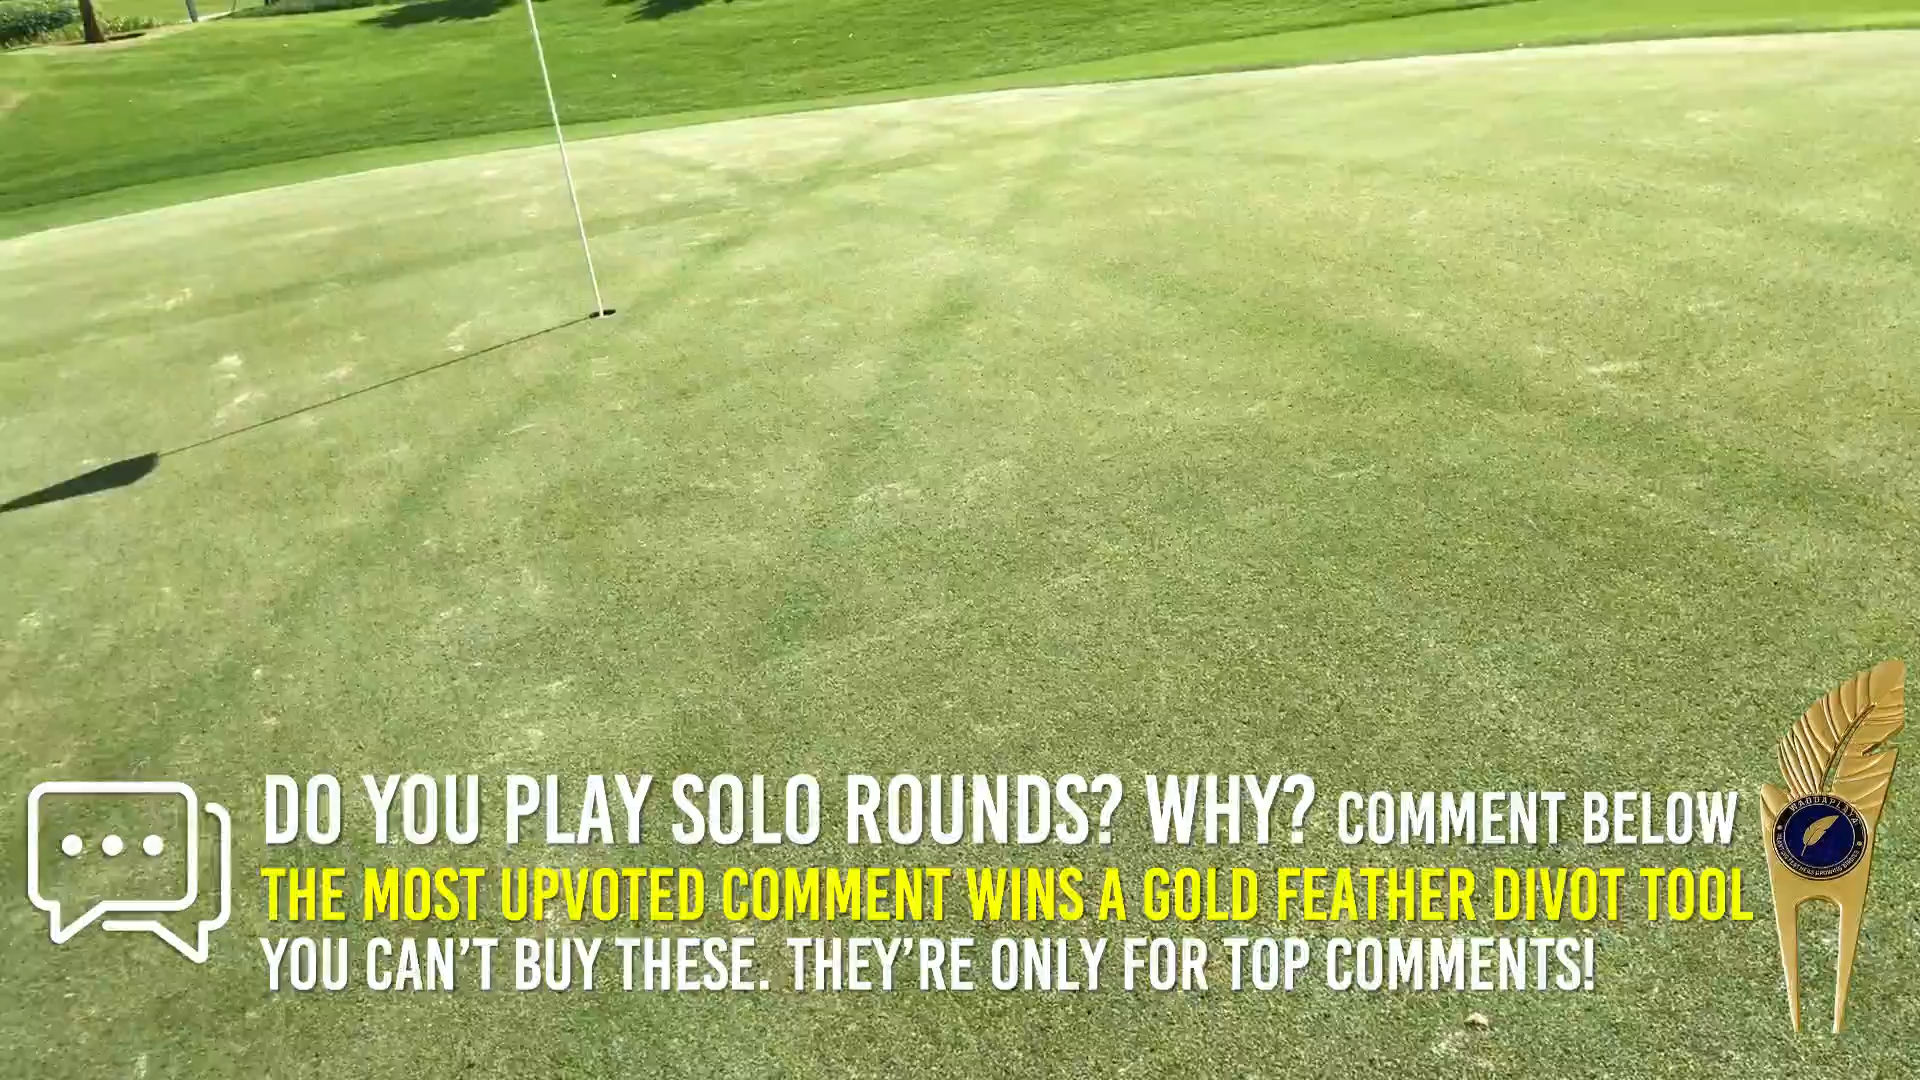 DO YOU PLAY SOLO ROUNDS? WHY? COMMENT BELOW
THE MOST UPVOTED COMMENT WINS A GOLD FEATHER DIVOT TOOL
YOU CAN'T BUY THESE. THEY'RE ONLY FOR TOP COMMENTS!
WADDAPLAYA